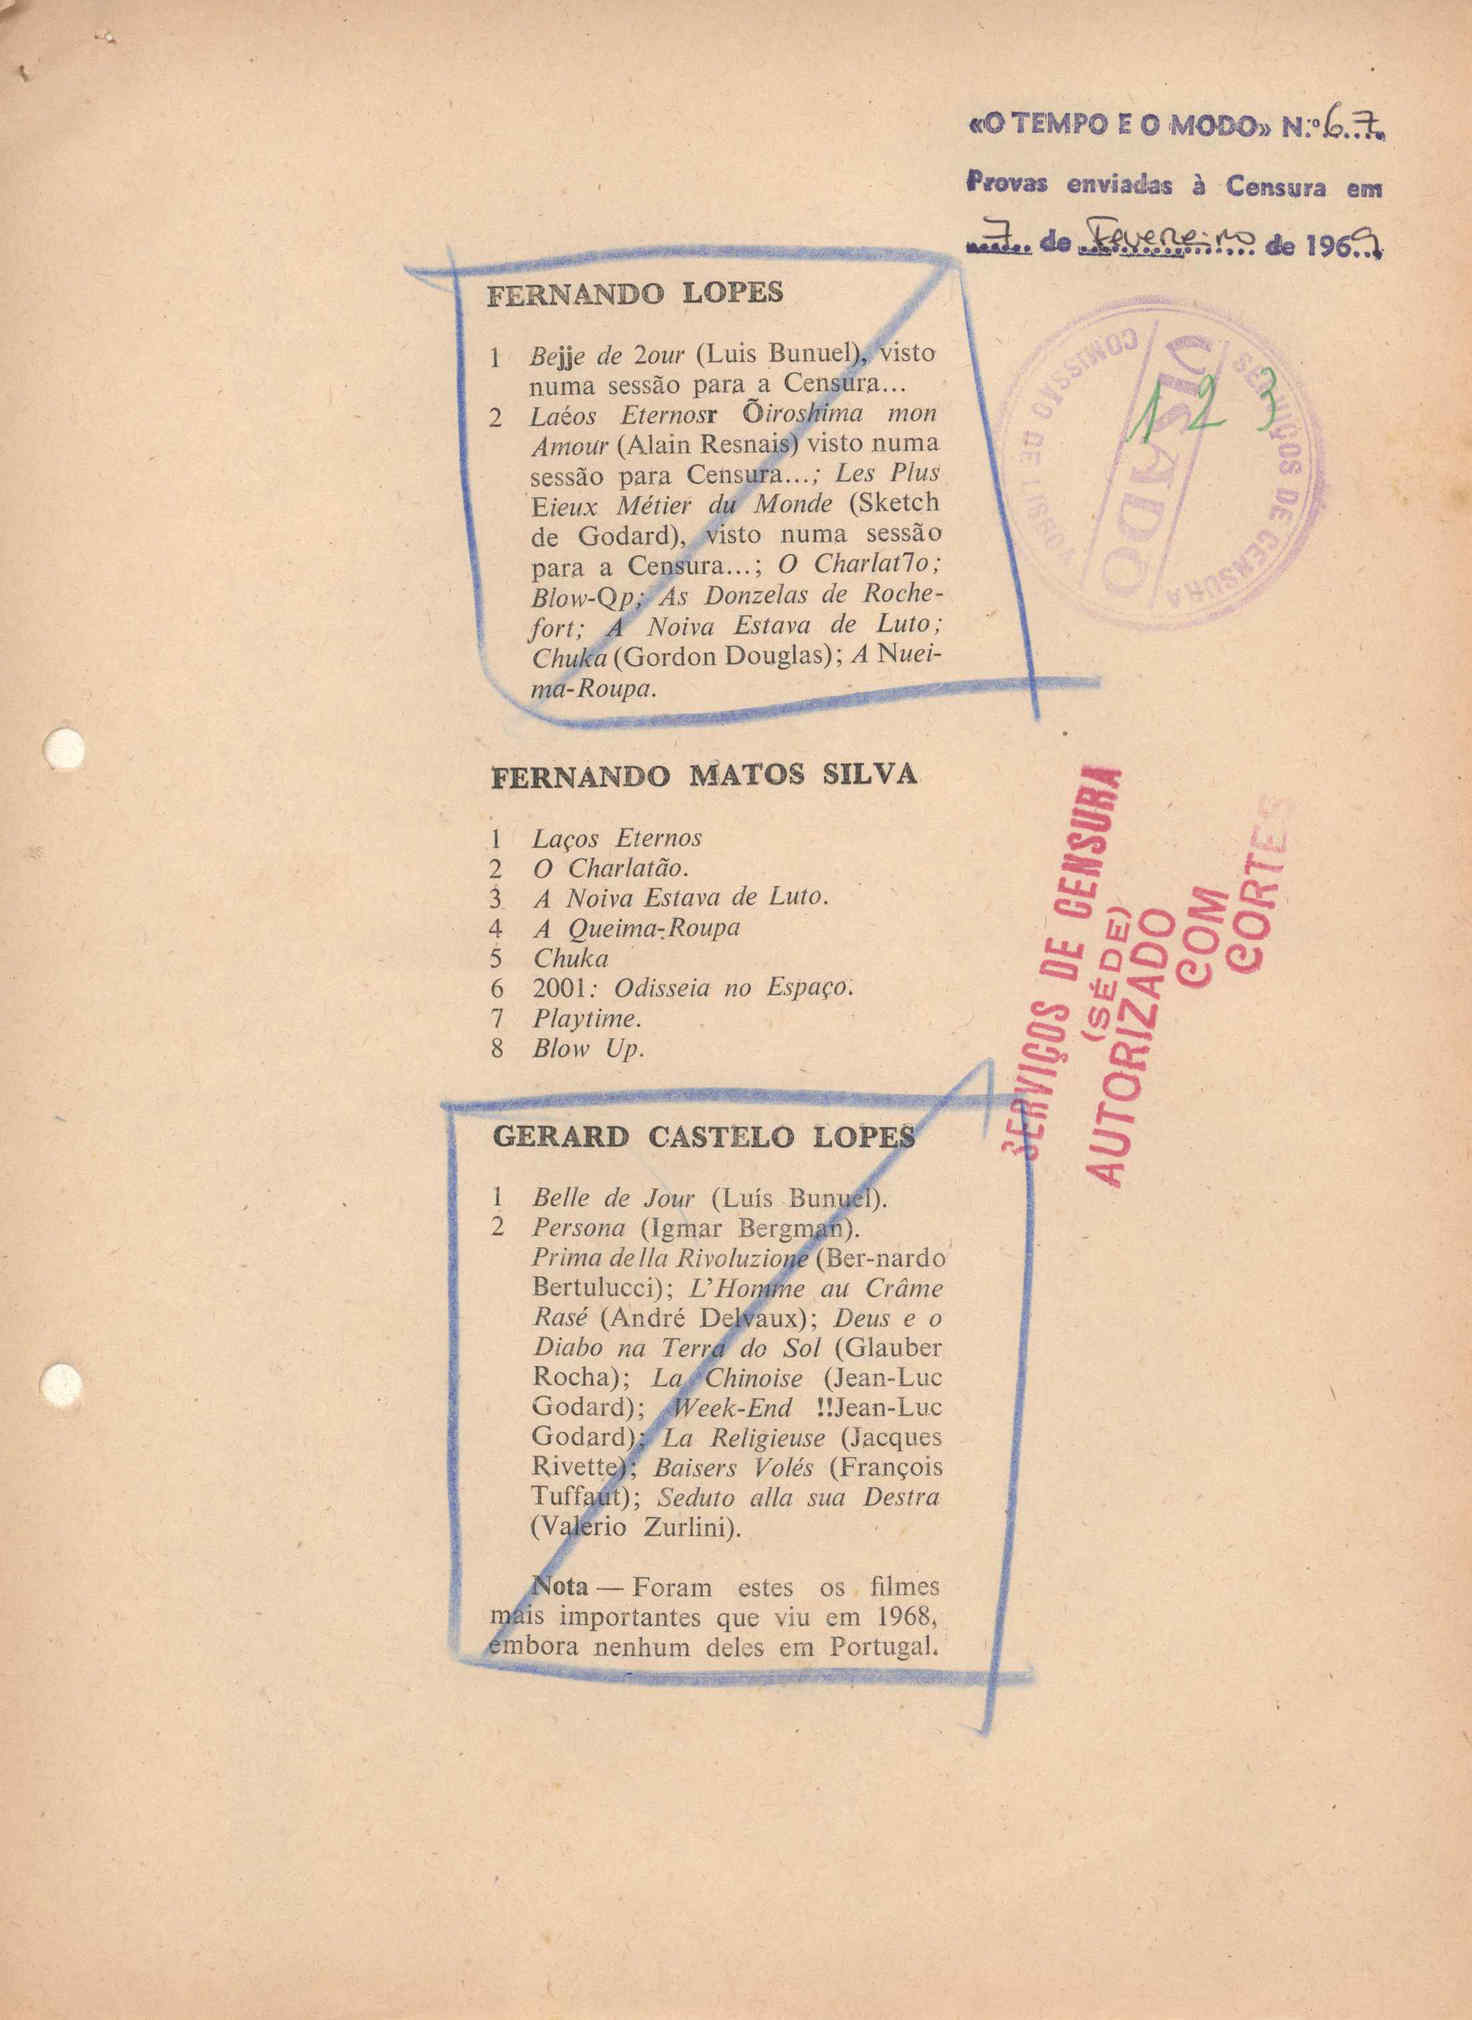 «O TEMPO E O MODO» N.º 67
Provas enviadas à Censura em
7 de Fevereiro de 1969
FERNANDO LOPES
1 Bejje de 2our (Luis Bunuel), visto
numa sessão para a Censura...
2 Laéos Eternosr Õiroshima mon
Amour (Alain Resnais) visto numa
sessão para Censura...; Les Plus
Eieux Métier du Monde (Sketch
de Godard), visto numa sessão
para a Censura...; O Charlat7o;
Blow-Qp; As Donzelas de Roche-
fort; A Noiva Estava de Luto;
Chuka (Gordon Douglas); A Nuei-
ma-Roupa.
COMISSÃO DE LISBOA
SERVIÇOS DE CENSURA
VISADO
1 2 3
FERNANDO MATOS SILVA
1 Laços Eternos
2 O Charlatão.
3 A Noiva Estava de Luto.
4 A Queima-Roupa
5 Chuka
6 2001: Odisseia no Espaço.
7 Playtime.
8 Blow Up.
SERVIÇOS DE CENSURA
(SÉDE)
AUTORIZADO
COM
CORTES
GERARD CASTELO LOPES
1 Belle de Jour (Luís Bunuel).
2 Persona (Igmar Bergman).
Prima della Rivoluzione (Ber-nardo
Bertulucci); L'Homme au Crâme
Rasé (André Delvaux); Deus e o
Diabo na Terra do Sol (Glauber
Rocha); La Chinoise (Jean-Luc
Godard); Week-End !!Jean-Luc
Godard); La Religieuse (Jacques
Rivette); Baisers Volés (François
Tuffaut); Seduto alla sua Destra
(Valerio Zurlini).
Nota — Foram estes os filmes
mais importantes que viu em 1968,
embora nenhum deles em Portugal.